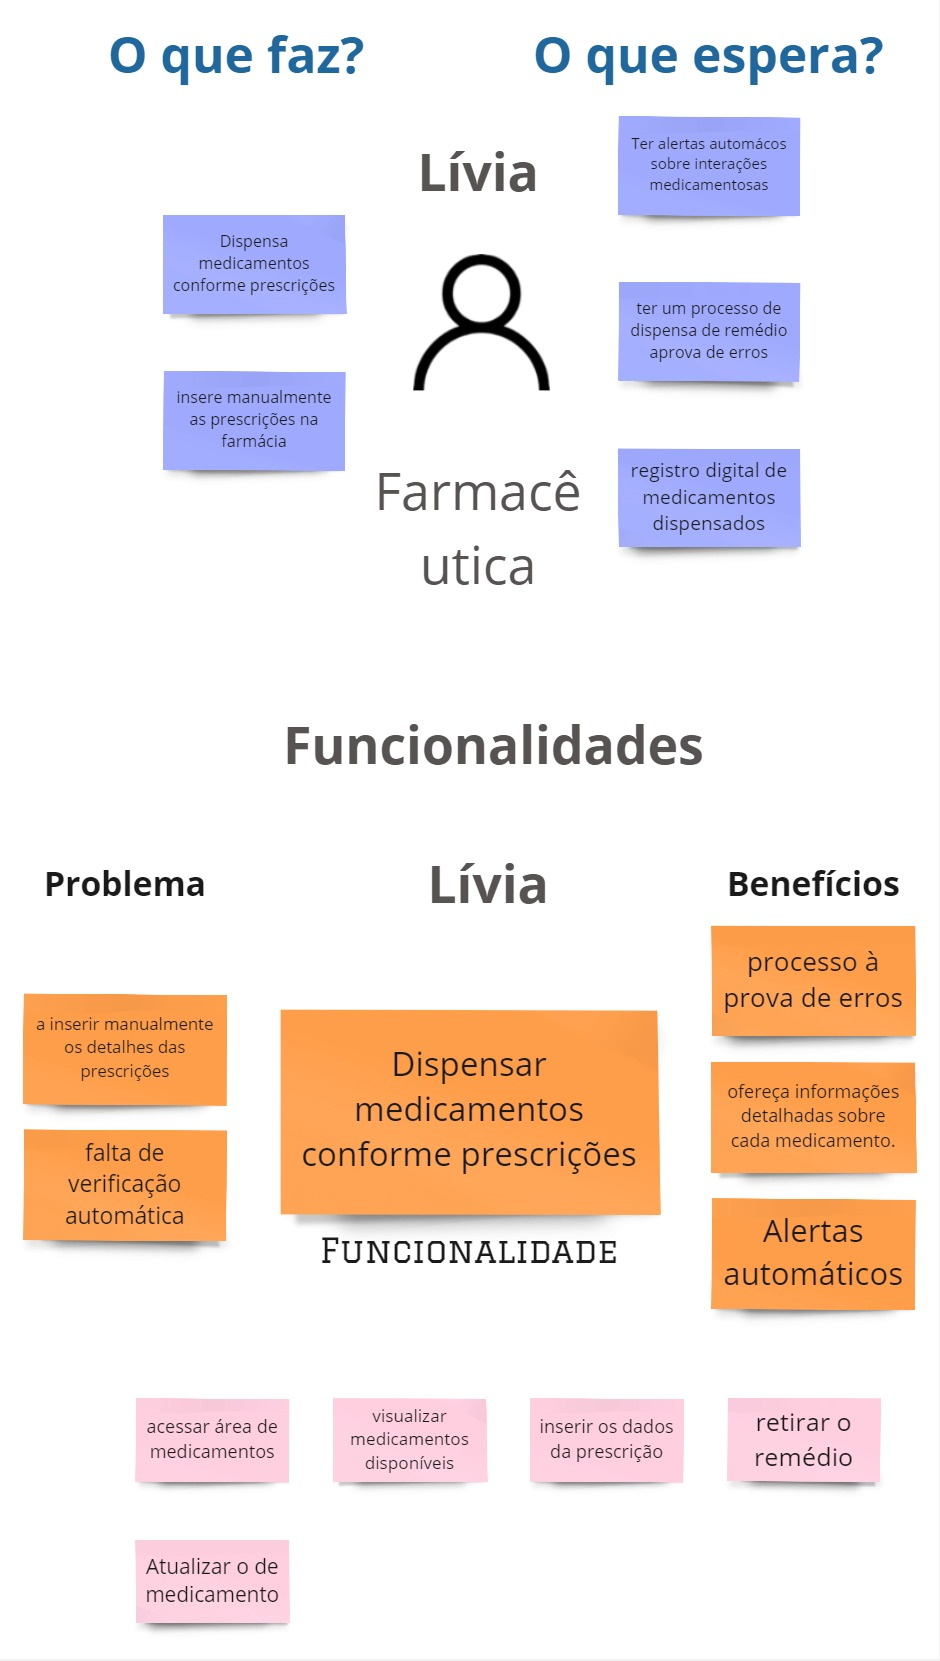 O que faz?
O que espera?
Lívia
Dispensa
medicamentos
conforme prescrições
insere manualmente
as prescrições na
farmácia
Farmacê
utica
Ter alertas automácos
sobre interações
medicamentosas
ter um processo de
dispensa de remédio
aprova de erros
registro digital de
medicamentos
dispensados
Funcionalidades
Problema
Lívia
Benefícios
a inserir manualmente
os detalhes das
prescrições
falta de
verificação
automática
Dispensar
medicamentos
conforme prescrições
Funcionalidade
processo à
prova de erros
ofereça informações
detalhadas sobre
cada medicamento.
Alertas
automáticos
acessar área de
medicamentos
visualizar
medicamentos
disponíveis
inserir os dados
da prescrição
retirar o
remédio
Atualizar o de
medicamento